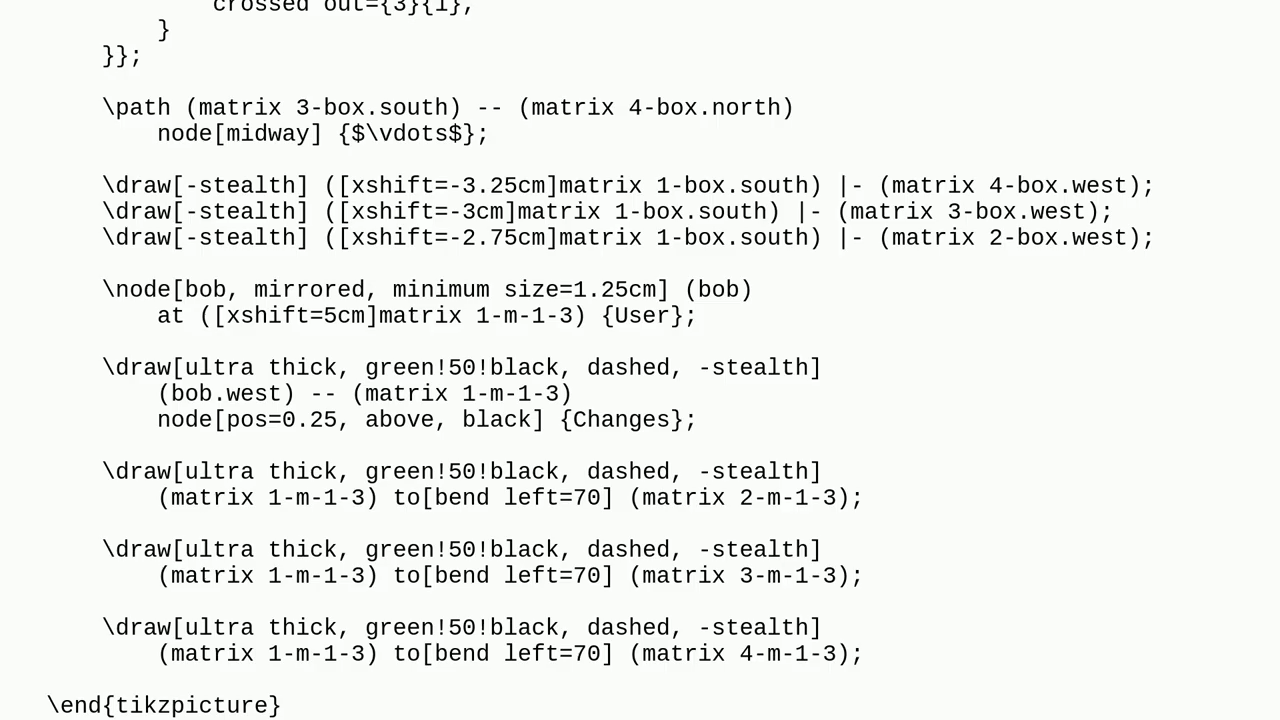 crossed out={3}{1},
}
}};
\path (matrix 3-box.south) -- (matrix 4-box.north)
node[midway] {$\vdots$};
\draw[-stealth] ([xshift=-3.25cm]matrix 1-box.south) |- (matrix 4-box.west);
\draw[-stealth] ([xshift=-3cm]matrix 1-box.south) |- (matrix 3-box.west);
\draw[-stealth] ([xshift=-2.75cm]matrix 1-box.south) |- (matrix 2-box.west);
\node[bob, mirrored, minimum size=1.25cm] (bob)
at ([xshift=5cm]matrix 1-m-1-3) {User};
\draw[ultra thick, green!50!black, dashed, -stealth]
(bob.west) -- (matrix 1-m-1-3)
node[pos=0.25, above, black] {Changes};
\draw[ultra thick, green!50!black, dashed, -stealth]
(matrix 1-m-1-3) to[bend left=70] (matrix 2-m-1-3);
\draw[ultra thick, green!50!black, dashed, -stealth]
(matrix 1-m-1-3) to[bend left=70] (matrix 3-m-1-3);
\draw[ultra thick, green!50!black, dashed, -stealth]
(matrix 1-m-1-3) to[bend left=70] (matrix 4-m-1-3);
\end{tikzpicture}